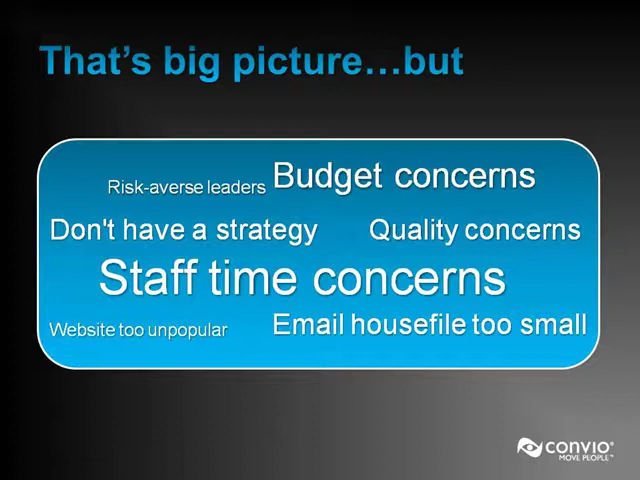 That's big picture…but
Risk-averse leaders Budget concerns
Don't have a strategy Quality concerns
Staff time concerns
Website too unpopular Email housefile too small
CONVIO®
MOVE PEOPLE™